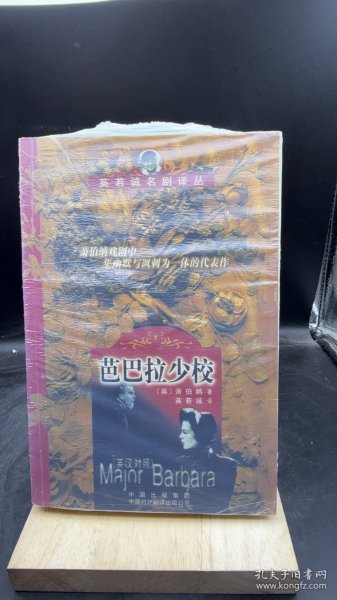 英若诚名剧译丛
萧伯纳戏剧中
集幽默与讽刺为一体的代表作
芭巴拉少校
〔英〕萧伯纳 著
英若诚 译
〔英汉对照〕
Major Barbara
中国出版集团
中国对外翻译出版公司
孔夫子旧书网
kongfz.com